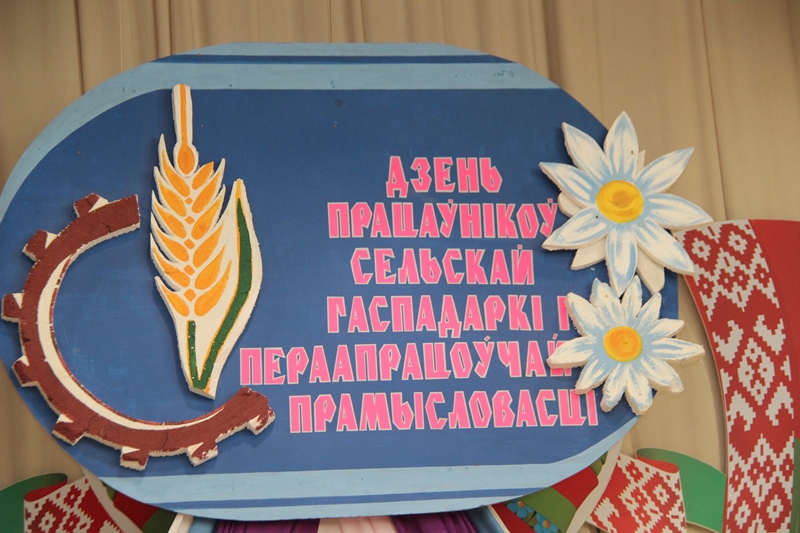 ДЗЕНЬ
ПРАЦАЎНІКОЎ
СЕЛЬСКАЙ
ГАСПАДАРКІ І
ПЕРААПРАЦОЎЧАЙ
ПРАМЫСЛОВАСЦІ